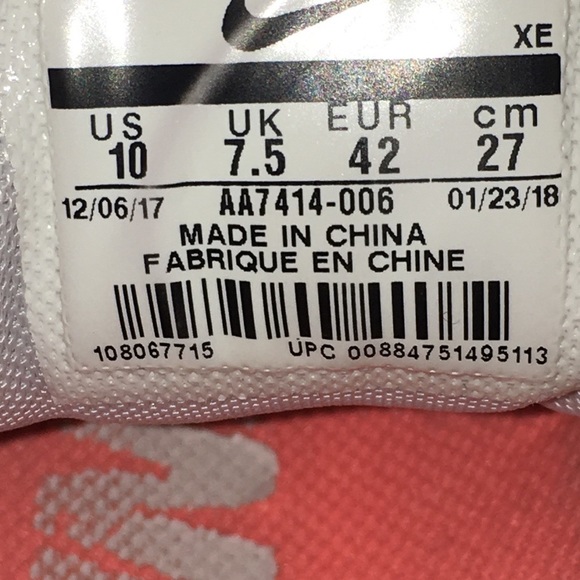 XE
US UK EUR cm
10 7.5 42 27
12/06/17 AA7414-006 01/23/18
MADE IN CHINA
FABRIQUE EN CHINE
108067715 UPC 00884751495113